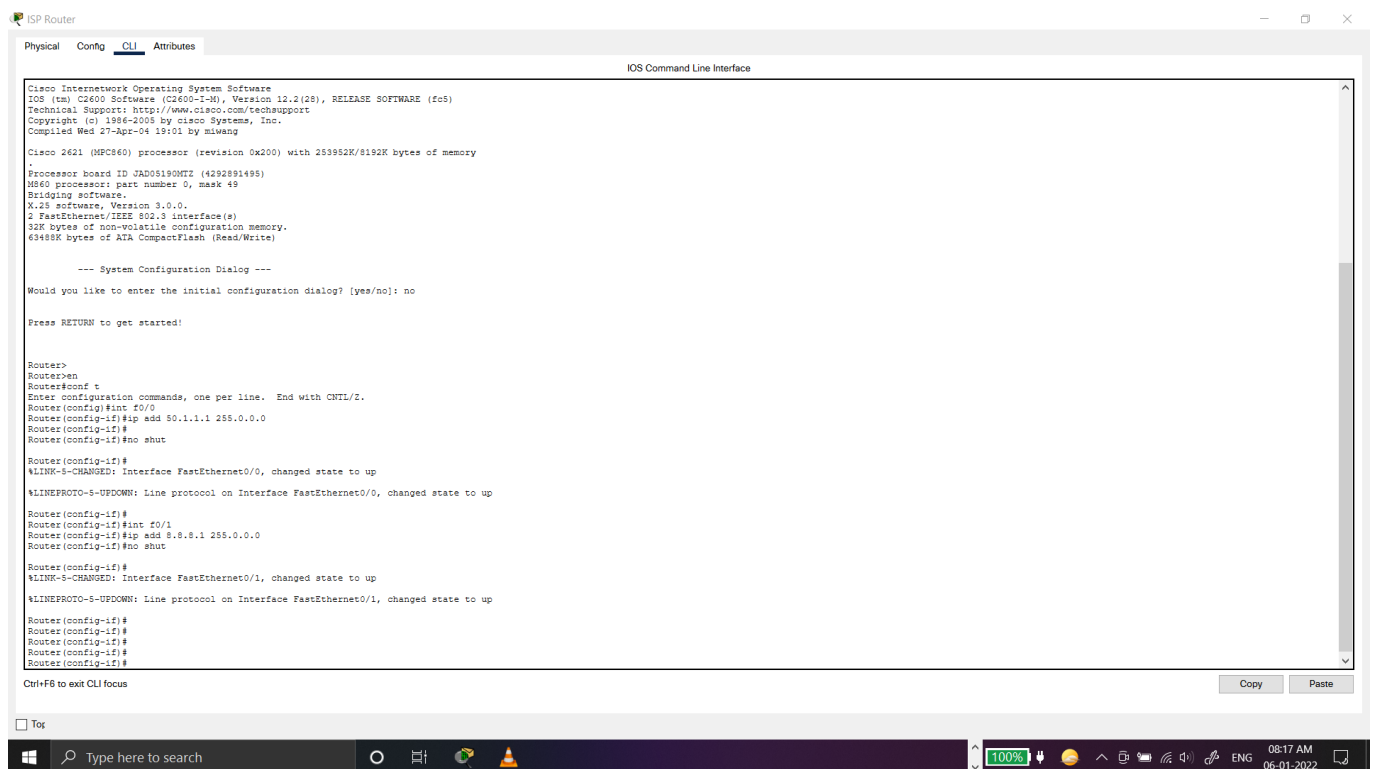 ISP Router
Physical Config CLI Attributes
IOS Command Line Interface
Cisco Internetwork Operating System Software
IOS (tm) C2600 Software (C2600-I-M), Version 12.2(28), RELEASE SOFTWARE (fc5)
Technical Support: http://www.cisco.com/techsupport
Copyright (c) 1986-2005 by cisco Systems, Inc.
Compiled Wed 27-Apr-04 19:01 by miwang
Cisco 2621 (MPC860) processor (revision 0x200) with 253952K/8192K bytes of memory
.
Processor board ID JAD05190MTZ (4292891495)
M860 processor: part number 0, mask 49
Bridging software.
X.25 software, Version 3.0.0.
2 FastEthernet/IEEE 802.3 interface(s)
32K bytes of non-volatile configuration memory.
63488K bytes of ATA CompactFlash (Read/Write)
--- System Configuration Dialog ---
Would you like to enter the initial configuration dialog? [yes/no]: no
Press RETURN to get started!
Router>
Router>en
Router#conf t
Enter configuration commands, one per line. End with CNTL/Z.
Router(config)#int f0/0
Router(config-if)#ip add 50.1.1.1 255.0.0.0
Router(config-if)#
Router(config-if)#no shut
Router(config-if)#
%LINK-5-CHANGED: Interface FastEthernet0/0, changed state to up
%LINEPROTO-5-UPDOWN: Line protocol on Interface FastEthernet0/0, changed state to up
Router(config-if)#
Router(config-if)#int f0/1
Router(config-if)#ip add 8.8.8.1 255.0.0.0
Router(config-if)#no shut
Router(config-if)#
%LINK-5-CHANGED: Interface FastEthernet0/1, changed state to up
%LINEPROTO-5-UPDOWN: Line protocol on Interface FastEthernet0/1, changed state to up
Router(config-if)#
Router(config-if)#
Router(config-if)#
Router(config-if)#
Router(config-if)#
Ctrl+F6 to exit CLI focus
Copy Paste
Top
Type here to search
100% ENG 08:17 AM
06-01-2022